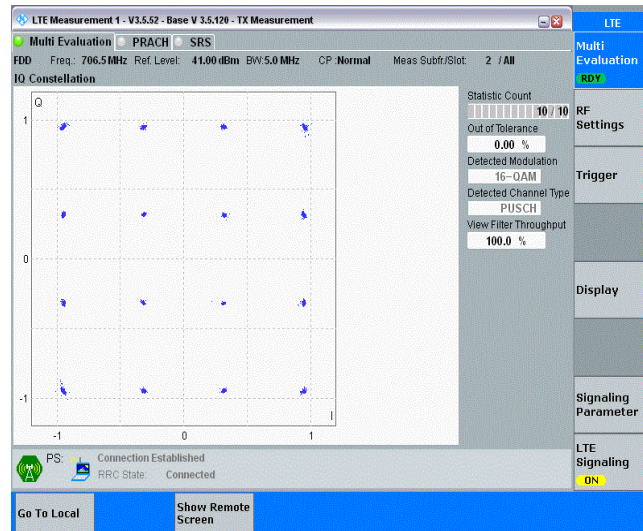 LTE Measurement 1 - V3.5.52 - Base V 3.5.120 - TX Measurement
LTE
Multi Evaluation PRACH SRS
FDD Freq.: 706.5 MHz Ref. Level: 41.00 dBm BW: 5.0 MHz CP : Normal Meas Subfr./Slot: 2 / All
IQ Constellation
Q
1
0
-1
-1 0 1
I
Statistic Count
10 / 10
Out of Tolerance
0.00 %
Detected Modulation
16-QAM
Detected Channel Type
PUSCH
View Filter Throughput
100.0 %
Multi
Evaluation
RDY
RF
Settings
Trigger
Display
Signaling
Parameter
LTE
Signaling
ON
PS: Connection Established
RRC State: Connected
Go To Local
Show Remote
Screen